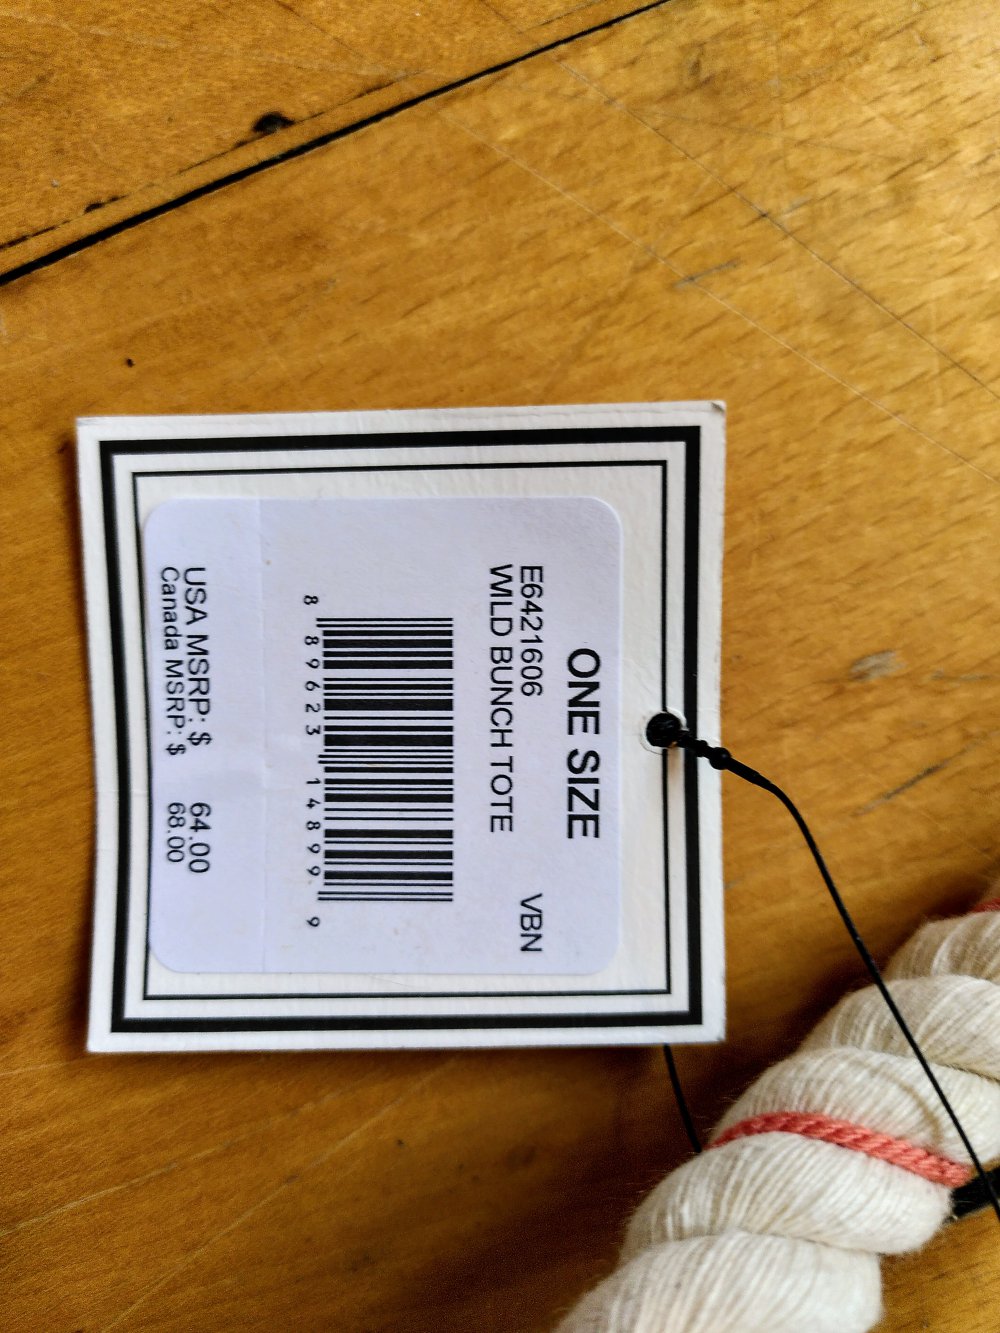 ONE SIZE
E6421606 VBN
WILD BUNCH TOTE
8 89623 14899 9
USA MSRP: $ 64.00
Canada MSRP: $ 68.00